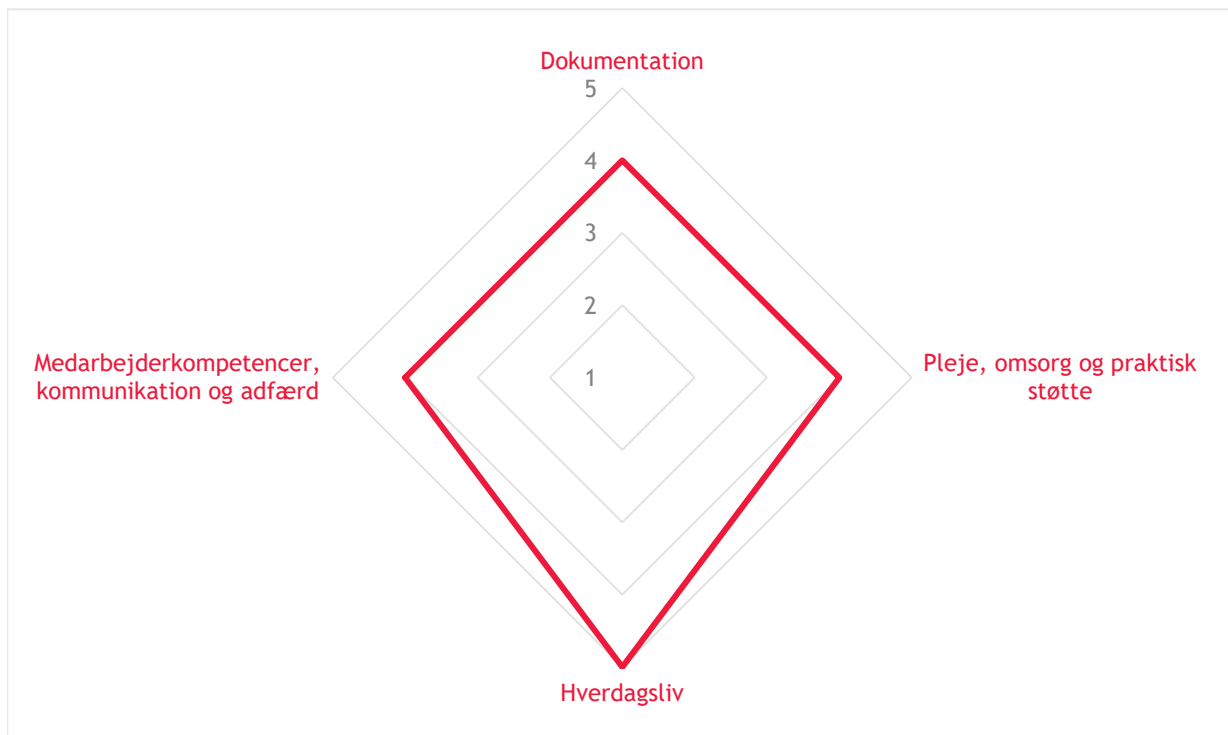 Dokumentation
5
4
3
2
1
Medarbejderkompetencer,
kommunikation og adfærd
Pleje, omsorg og praktisk
støtte
Hverdagsliv